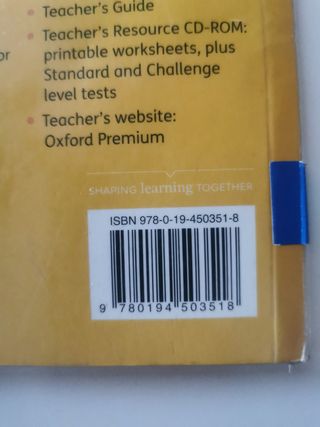 • Teacher's Guide
• Teacher's Resource CD-ROM:
or printable worksheets, plus
Standard and Challenge
level tests
• Teacher's website:
Oxford Premium
SHAPING learning TOGETHER
ISBN 978-0-19-450351-8
9 780194 503518